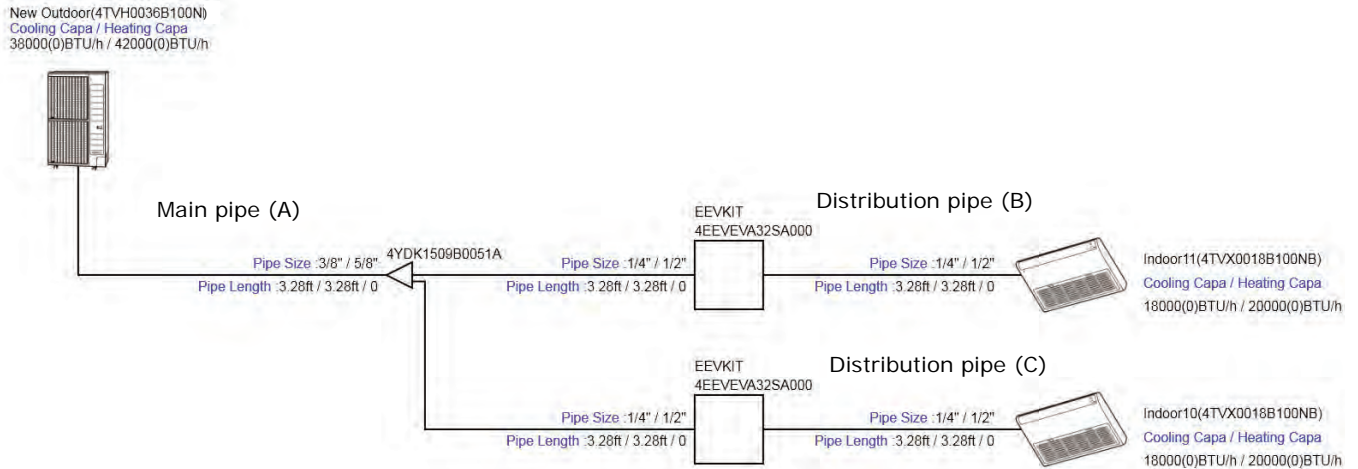 New Outdoor(4TVH0036B100N)
Cooling Capa / Heating Capa
38000(0)BTU/h / 42000(0)BTU/h
Main pipe (A)
Pipe Size :3/8" / 5/8"
Pipe Length :3.28ft / 3.28ft / 0
4YDK1509B0051A
Pipe Size :1/4" / 1/2"
Pipe Length :3.28ft / 3.28ft / 0
EEVKIT
4EEVEVA32SA000
Distribution pipe (B)
Pipe Size :1/4" / 1/2"
Pipe Length :3.28ft / 3.28ft / 0
Indoor11(4TVX0018B100NB)
Cooling Capa / Heating Capa
18000(0)BTU/h / 20000(0)BTU/h
Pipe Size :1/4" / 1/2"
Pipe Length :3.28ft / 3.28ft / 0
EEVKIT
4EEVEVA32SA000
Distribution pipe (C)
Pipe Size :1/4" / 1/2"
Pipe Length :3.28ft / 3.28ft / 0
Indoor10(4TVX0018B100NB)
Cooling Capa / Heating Capa
18000(0)BTU/h / 20000(0)BTU/h